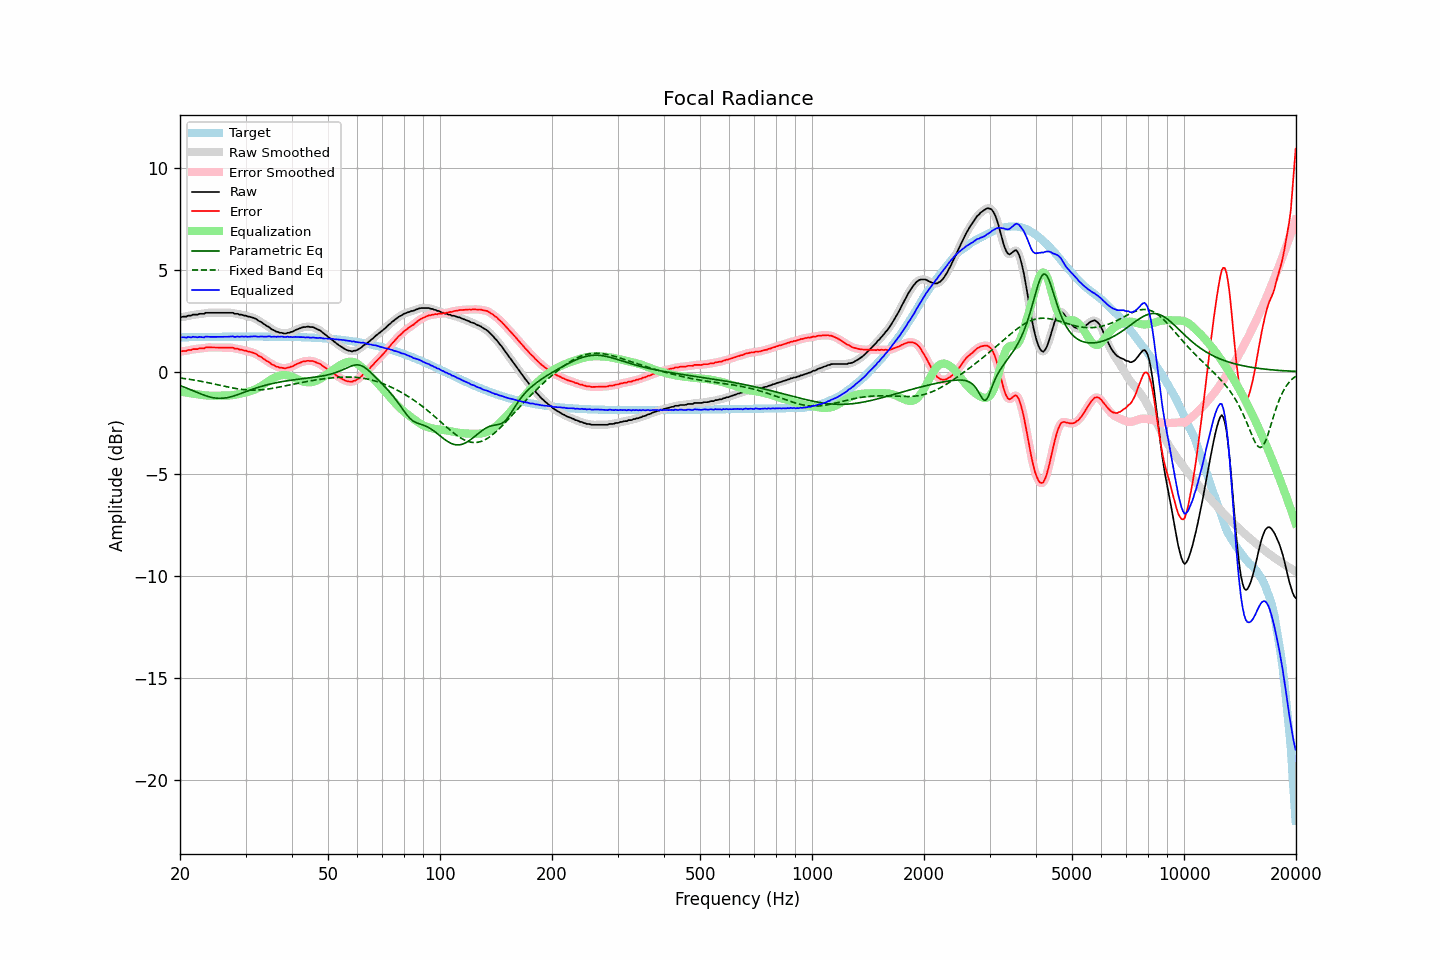 Focal Radiance
Target
Raw Smoothed
Error Smoothed
Raw
Error
Equalization
Parametric Eq
Fixed Band Eq
Equalized
Amplitude (dBr)
10
5
0
−5
−10
−15
−20
20 50 100 200 500 1000 2000 5000 10000 20000
Frequency (Hz)